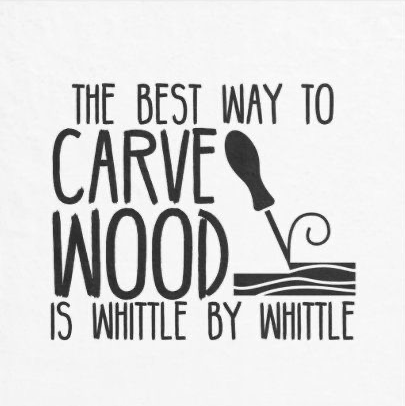 THE BEST WAY TO
CARVE
WOOD
IS WHITTLE BY WHITTLE